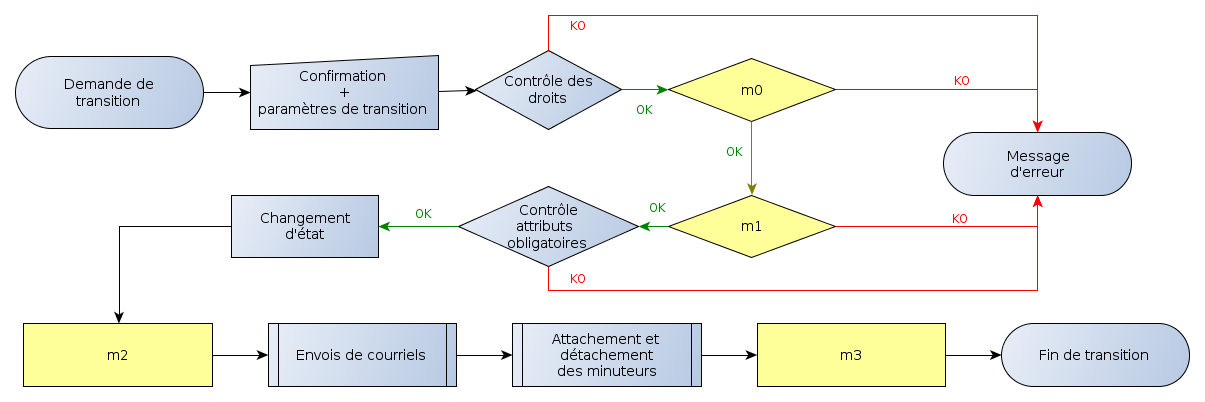 Demande de
transition
Confirmation
+
paramètres de transition
Contrôle des
droits
KO
OK
m0
KO
OK
Message
d'erreur
Changement
d'état
OK
Contrôle
attributs
obligatoires
OK
m1
KO
KO
m2
Envois de courriels
Attachement et
détachement
des minuteurs
m3
Fin de transition